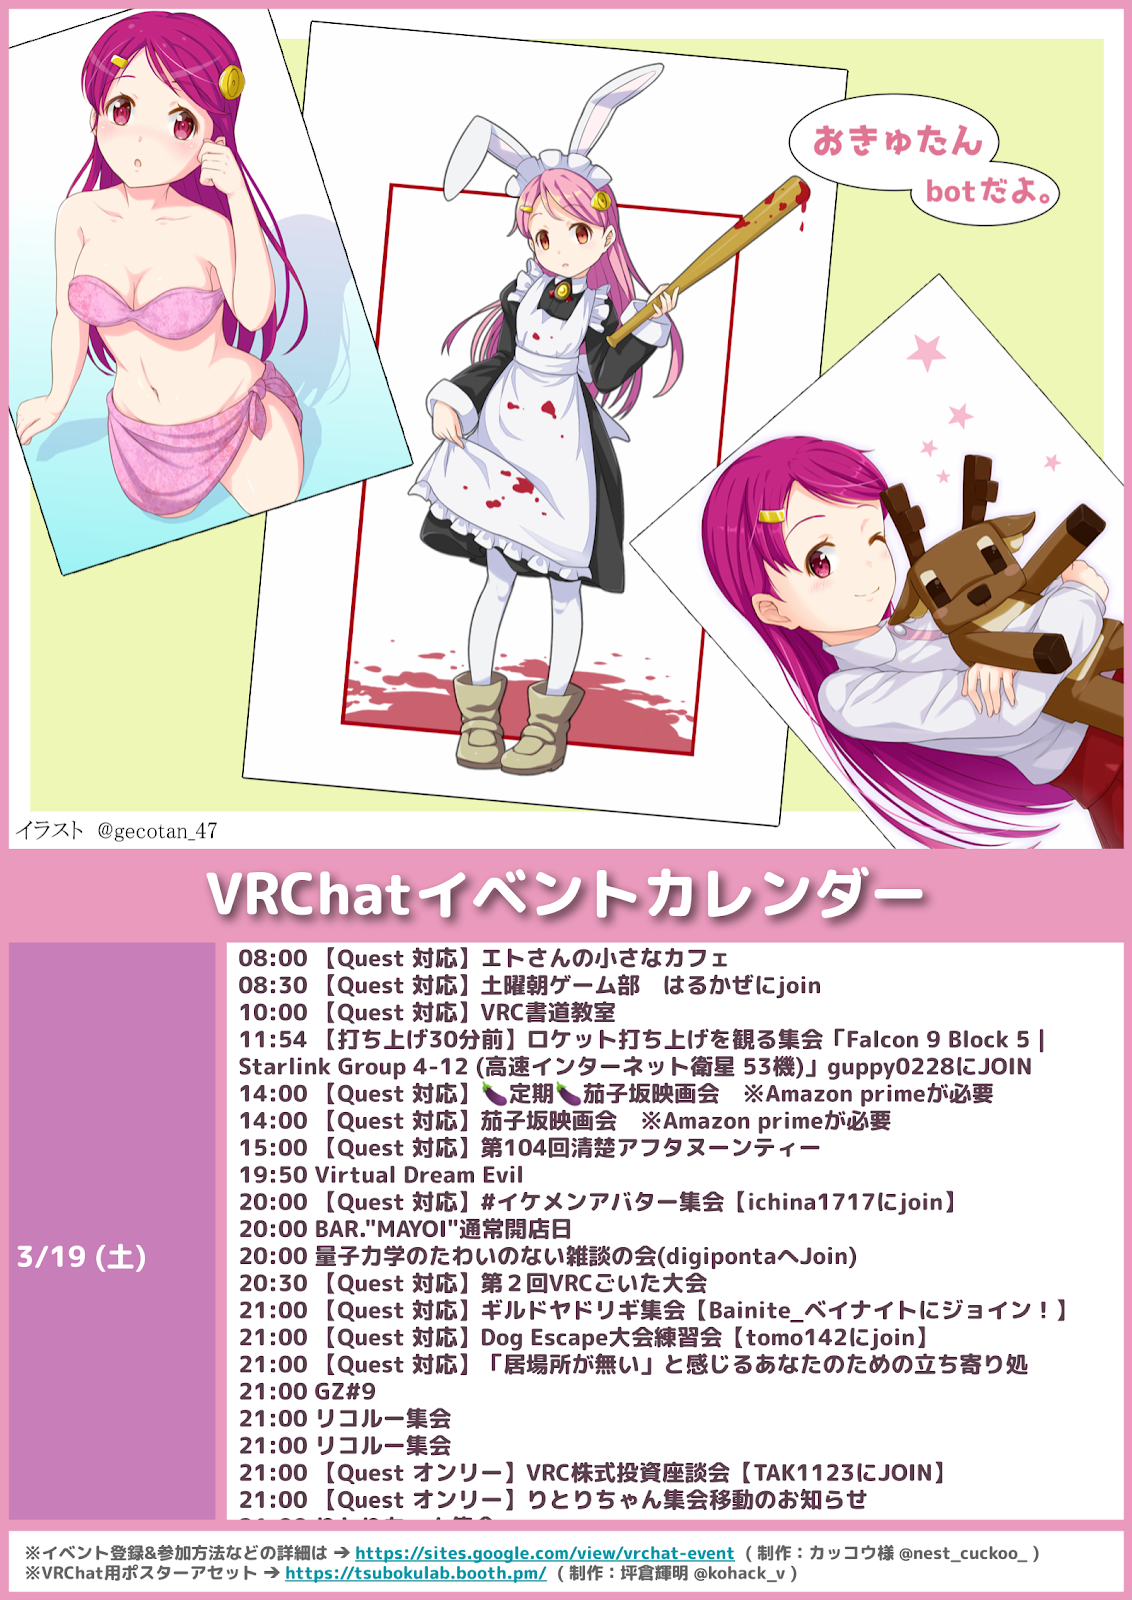 おきゅたん
botだよ。
イラスト @gecotan_47
VRChatイベントカレンダー
3/19 (土)
08:00 【Quest 対応】エトさんの小さなカフェ
08:30 【Quest 対応】土曜朝ゲーム部　はるかぜにjoin
10:00 【Quest 対応】VRC書道教室
11:54 【打ち上げ30分前】ロケット打ち上げを観る集会「Falcon 9 Block 5 |
Starlink Group 4-12 (高速インターネット衛星 53機)」guppy0228にJOIN
14:00 【Quest 対応】🍆定期🍆茄子坂映画会　※Amazon primeが必要
14:00 【Quest 対応】茄子坂映画会　※Amazon primeが必要
15:00 【Quest 対応】第104回清楚アフタヌーンティー
19:50 Virtual Dream Evil
20:00 【Quest 対応】#イケメンアバター集会【ichina1717にjoin】
20:00 BAR."MAYOI"通常開店日
20:00 量子力学のたわいのない雑談の会(digipontaへJoin)
20:30 【Quest 対応】第２回VRCごいた大会
21:00 【Quest 対応】ギルドヤドリギ集会【Bainite_ベイナイトにジョイン！】
21:00 【Quest 対応】Dog Escape大会練習会【tomo142にjoin】
21:00 【Quest 対応】「居場所が無い」と感じるあなたのための立ち寄り処
21:00 GZ#9
21:00 リコルー集会
21:00 リコルー集会
21:00 【Quest オンリー】VRC株式投資座談会【TAK1123にJOIN】
21:00 【Quest オンリー】りとりちゃん集会移動のお知らせ
※イベント登録&参加方法などの詳細は ➔ https://sites.google.com/view/vrchat-event ( 制作：カッコウ様 @nest_cuckoo_ )
※VRChat用ポスターアセット ➔ https://tsubokulab.booth.pm/ ( 制作：坪倉輝明 @kohack_v )